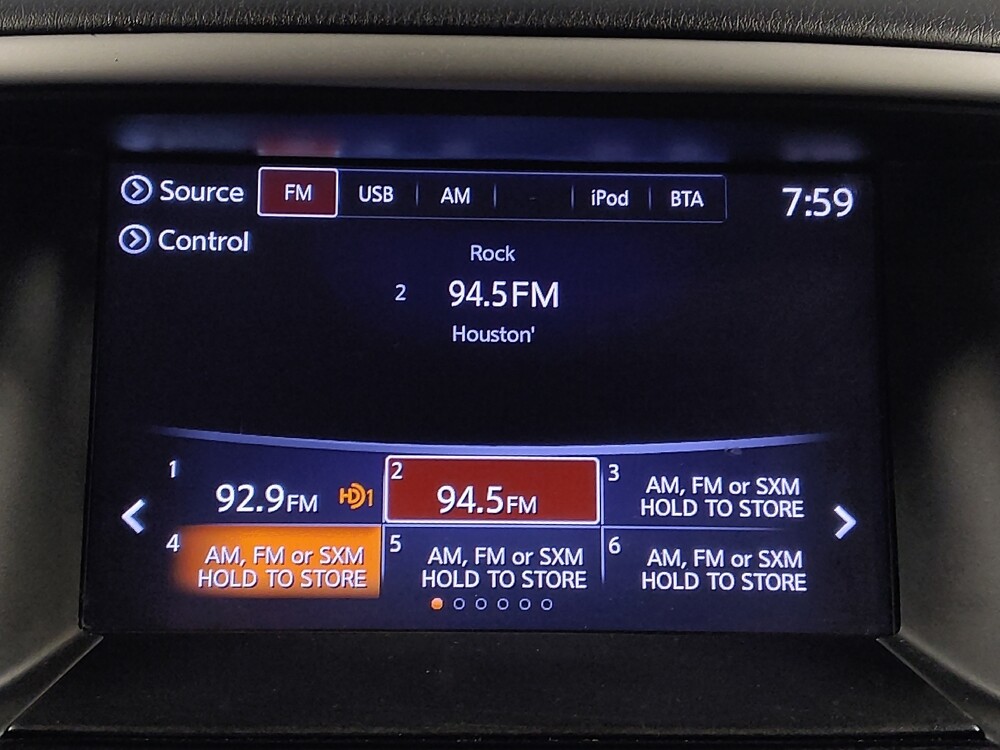 Source FM USB AM - iPod BTA 7:59
Control
Rock
2 94.5FM
Houston'
1 92.9FM HD1
2 94.5FM
3 AM, FM or SXM
HOLD TO STORE
4 AM, FM or SXM
HOLD TO STORE
5 AM, FM or SXM
HOLD TO STORE
6 AM, FM or SXM
HOLD TO STORE